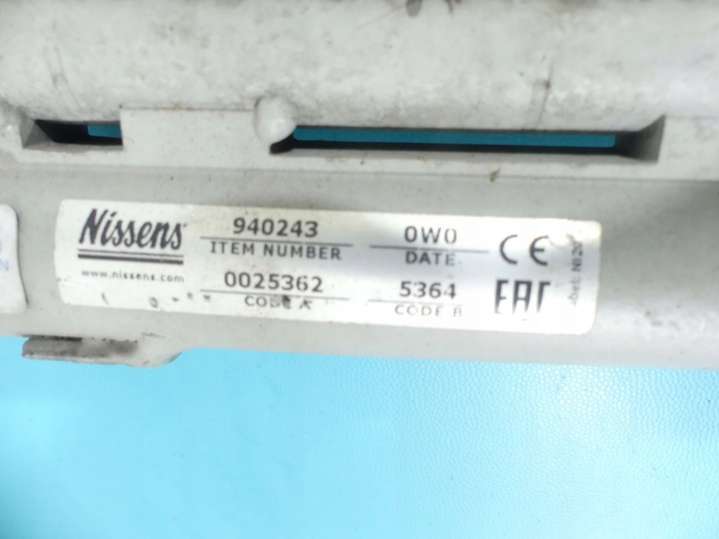 Nissens
www.nissens.com
940243
ITEM NUMBER
0W0
DATE
0025362
CODE A
5364
CODE B
CE
EAC